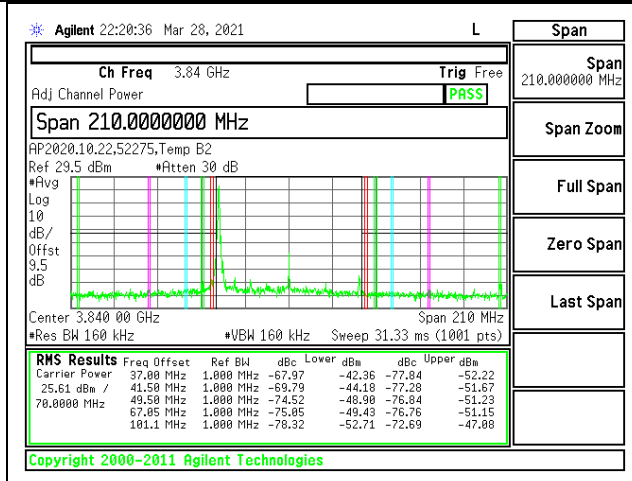 Agilent 22:20:36 Mar 28, 2021 L
Span
Ch Freq 3.84 GHz Trig Free
Span
210.000000 MHz
Adj Channel Power
PASS
Span 210.0000000 MHz
Span Zoom
AP2020.10.22,52275,Temp B2
Ref 29.5 dBm #Atten 30 dB
#Avg
Log
10
dB/
Offst
9.5
dB
Full Span
Zero Span
Last Span
Center 3.840 00 GHz Span 210 MHz
#Res BW 160 kHz #VBW 160 kHz Sweep 31.33 ms (1001 pts)
RMS Results Freq Offset Ref BW dBc Lower dBm dBc Upper dBm
Carrier Power 37.00 MHz 1.000 MHz -67.97 -42.36 -77.84 -52.22
25.61 dBm / 41.50 MHz 1.000 MHz -69.79 -44.18 -77.28 -51.67
70.0000 MHz 49.50 MHz 1.000 MHz -74.52 -48.90 -76.84 -51.23
67.05 MHz 1.000 MHz -75.05 -49.43 -76.76 -51.15
101.1 MHz 1.000 MHz -78.32 -52.71 -72.69 -47.08
Copyright 2000-2011 Agilent Technologies